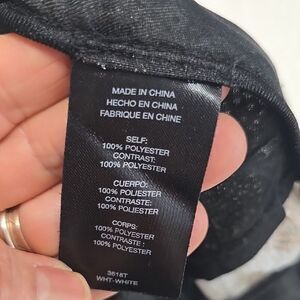 MADE IN CHINA
HECHO EN CHINA
FABRIQUE EN CHINE
SELF:
100% POLYESTER
CONTRAST:
100% POLYESTER
CUERPO:
100% POLIESTER
CONTRASTE:
100% POLIESTER
CORPS:
100% POLYESTER
CONTRASTE :
100% POLYESTER
3618T
WHT-WHITE